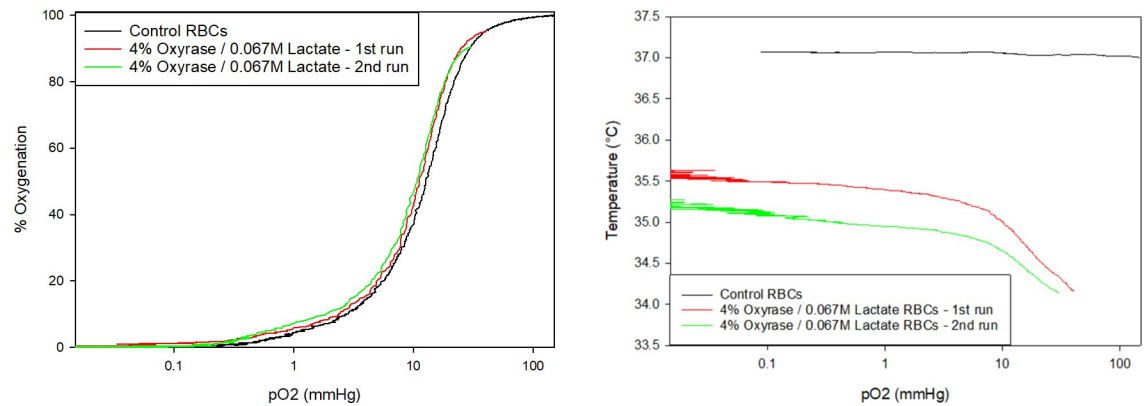 100
80
60
40
20
0
% Oxygenation
Control RBCs
4% Oxyrase / 0.067M Lactate - 1st run
4% Oxyrase / 0.067M Lactate - 2nd run
0.1
1
10
100
pO2 (mmHg)
37.5
37.0
36.5
36.0
35.5
35.0
34.5
34.0
33.5
Temperature (°C)
Control RBCs
4% Oxyrase / 0.067M Lactate RBCs - 1st run
4% Oxyrase / 0.067M Lactate RBCs - 2nd run
0.1
1
10
100
pO2 (mmHg)